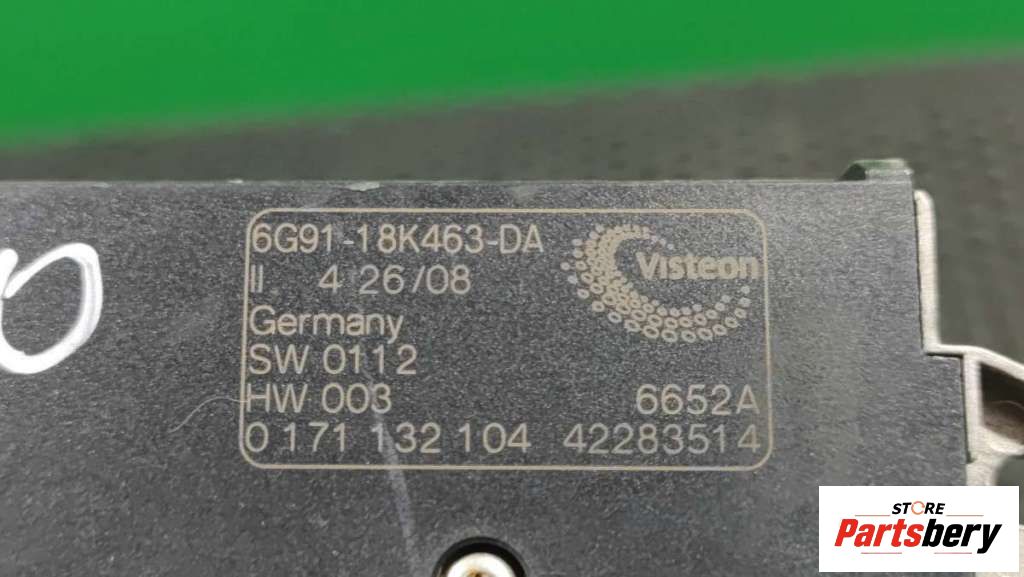 6G91-18K463-DA
II 4 26/08
Visteon
Germany
SW 0112
HW 003 6652A
0 171 132 104 42283514
STORE
Partsbery